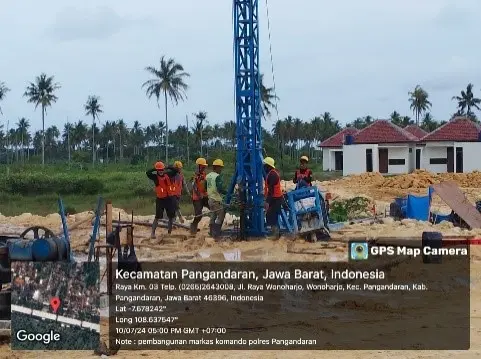 GPS Map Camera
Kecamatan Pangandaran, Jawa Barat, Indonesia
Raya Km. 03 Telp. (0265)2643008, Jl. Raya Wonoharjo, Wonoharjo, Kec. Pangandaran, Kab.
Pangandaran, Jawa Barat 46396, Indonesia
Lat -7.678242°
Long 108.637547°
10/07/24 05:00 PM GMT +07:00
Note : pembangunan markas komando polres Pangandaran
Google